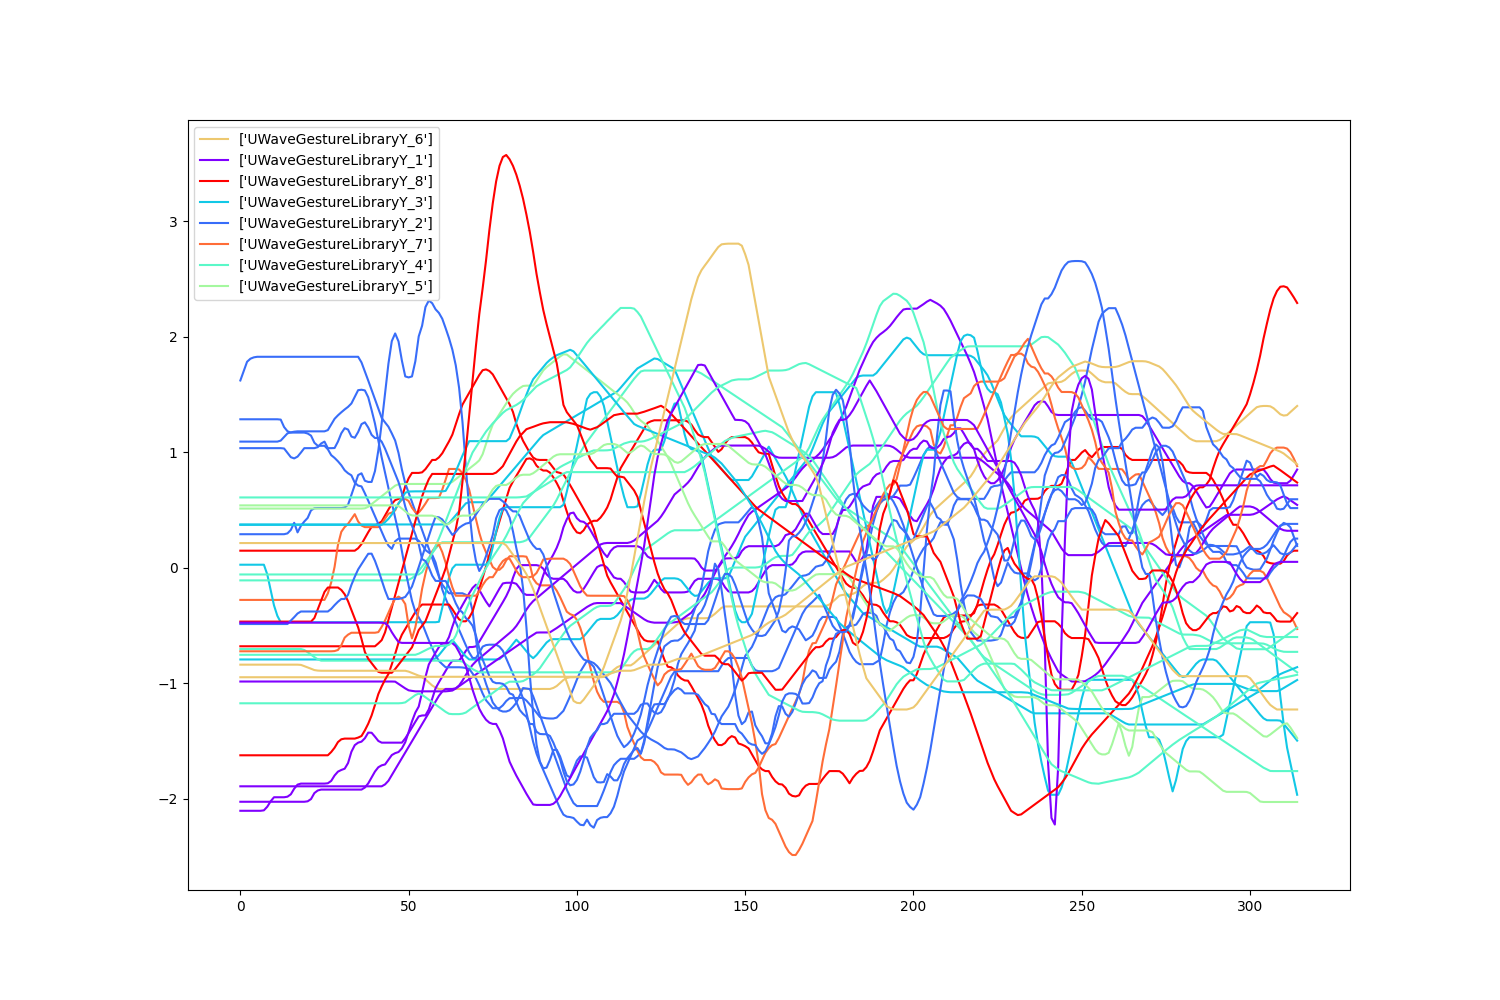 ['UWaveGestureLibraryY_6']
['UWaveGestureLibraryY_1']
['UWaveGestureLibraryY_8']
['UWaveGestureLibraryY_3']
['UWaveGestureLibraryY_2']
['UWaveGestureLibraryY_7']
['UWaveGestureLibraryY_4']
['UWaveGestureLibraryY_5']
3
2
1
0
−1
−2
0 50 100 150 200 250 300